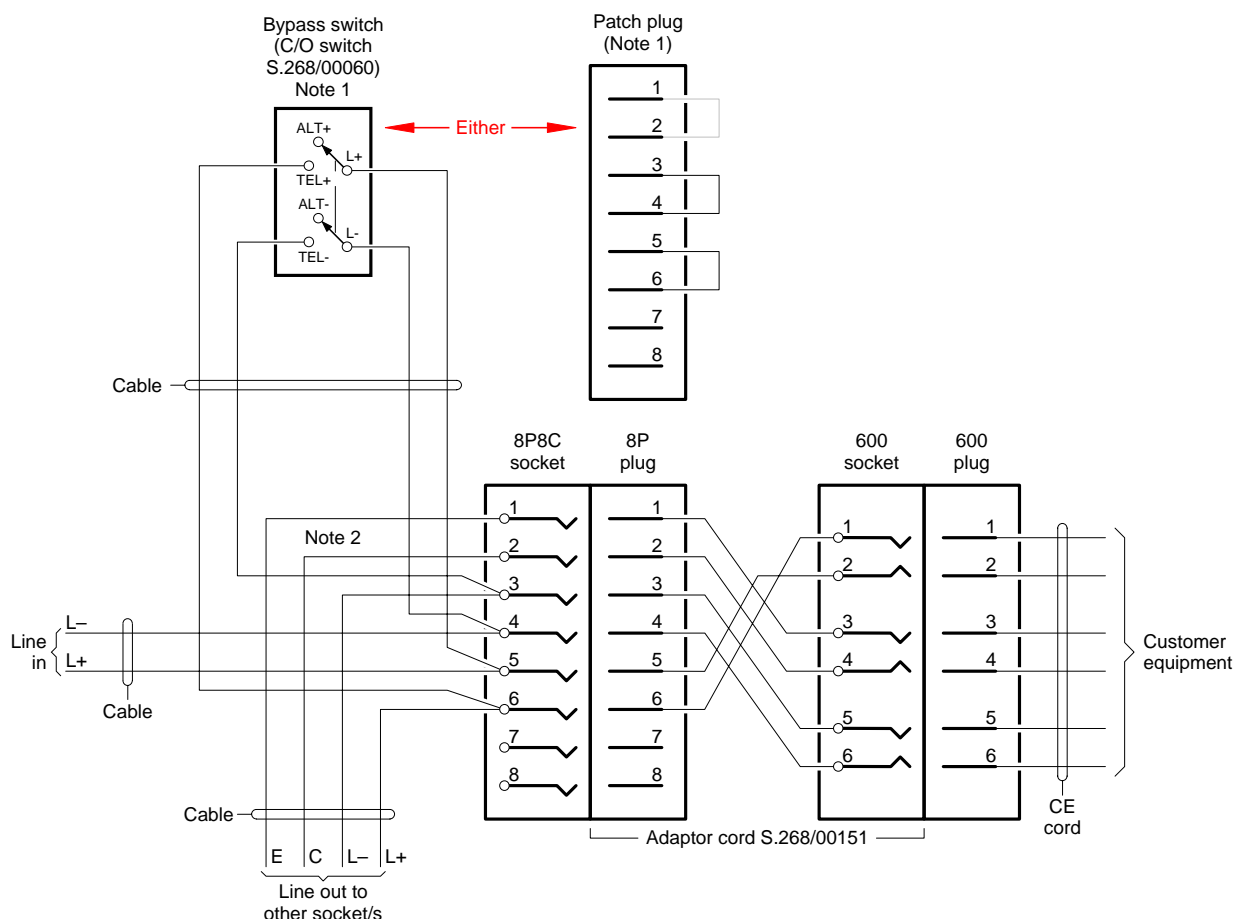 Bypass switch
(C/O switch
S.268/00060)
Note 1
Patch plug
(Note 1)
Either
ALT+
L+
TEL+
ALT-
L-
TEL-
1
2
3
4
5
6
7
8
Cable
8P8C
socket
8P
plug
600
socket
600
plug
Note 2
1
2
3
4
5
6
7
8
1
2
3
4
5
6
7
8
1
2
3
4
5
6
1
2
3
4
5
6
Line
in
L–
L+
Cable
Customer
equipment
Cable
CE
cord
Adaptor cord S.268/00151
E C L– L+
Line out to
other socket/s